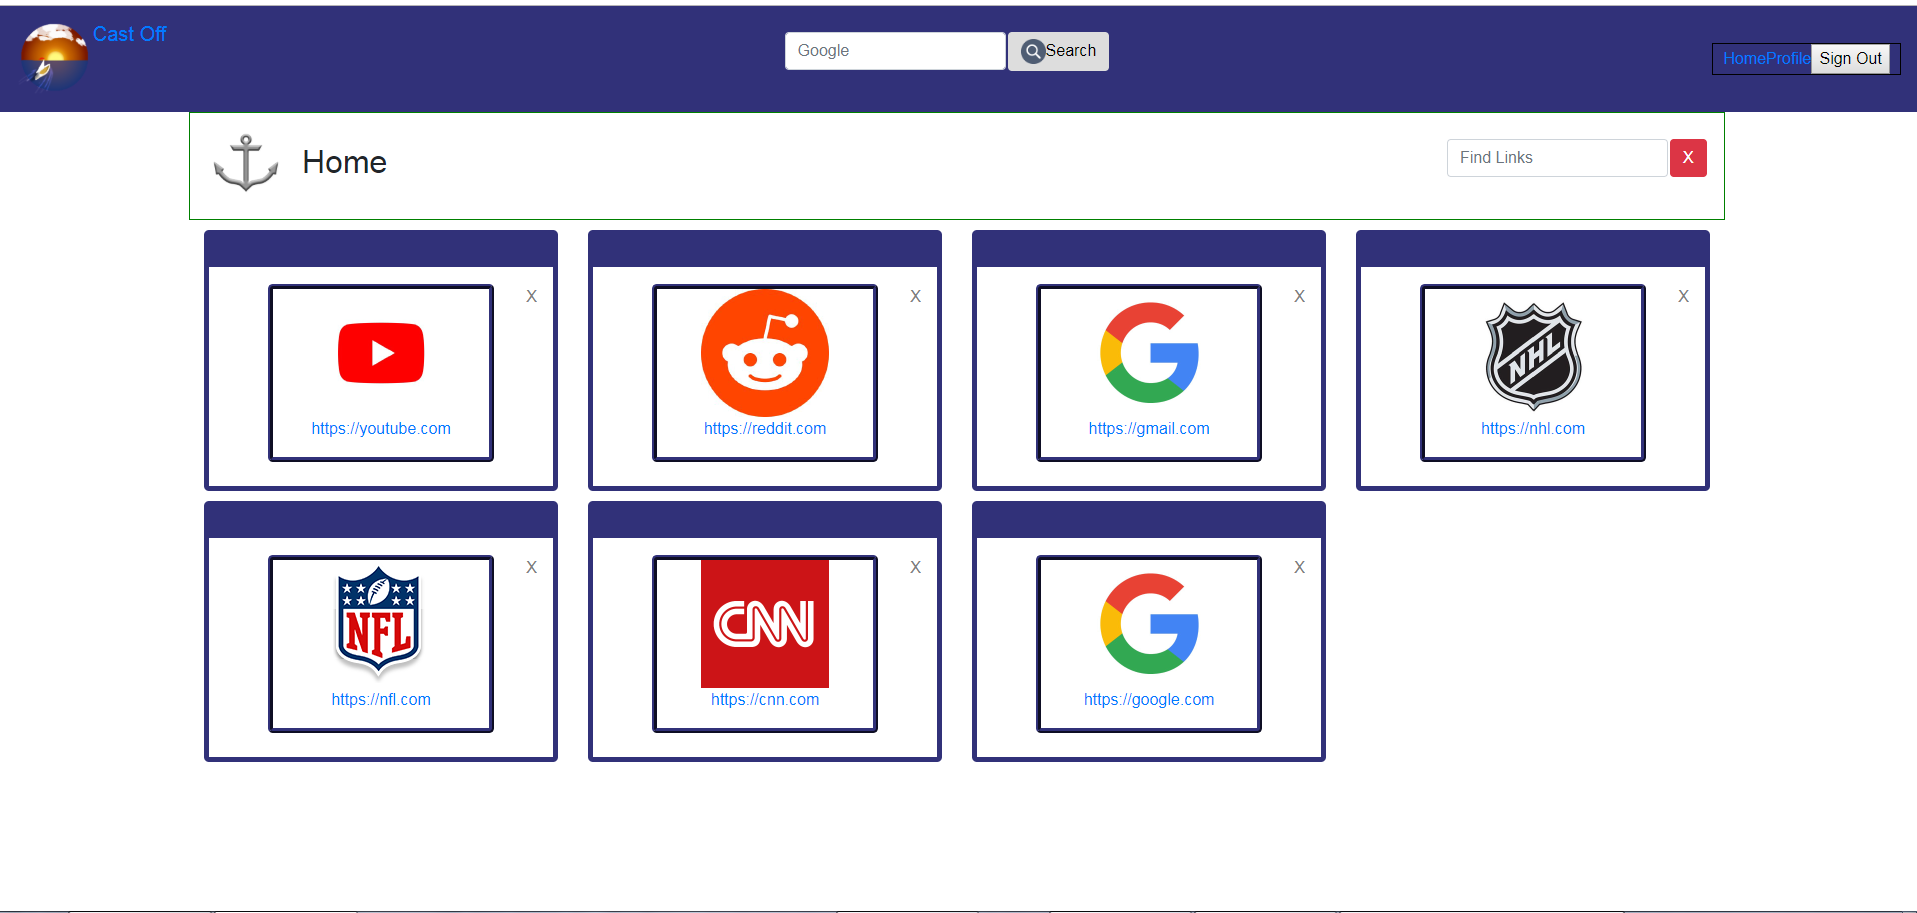 Cast Off
Google
Search
HomeProfile
Sign Out
Home
Find Links
X
X
X
X
X
NHL
https://youtube.com
https://reddit.com
https://gmail.com
https://nhl.com
X
X
X
NFL
CNN
https://nfl.com
https://cnn.com
https://google.com